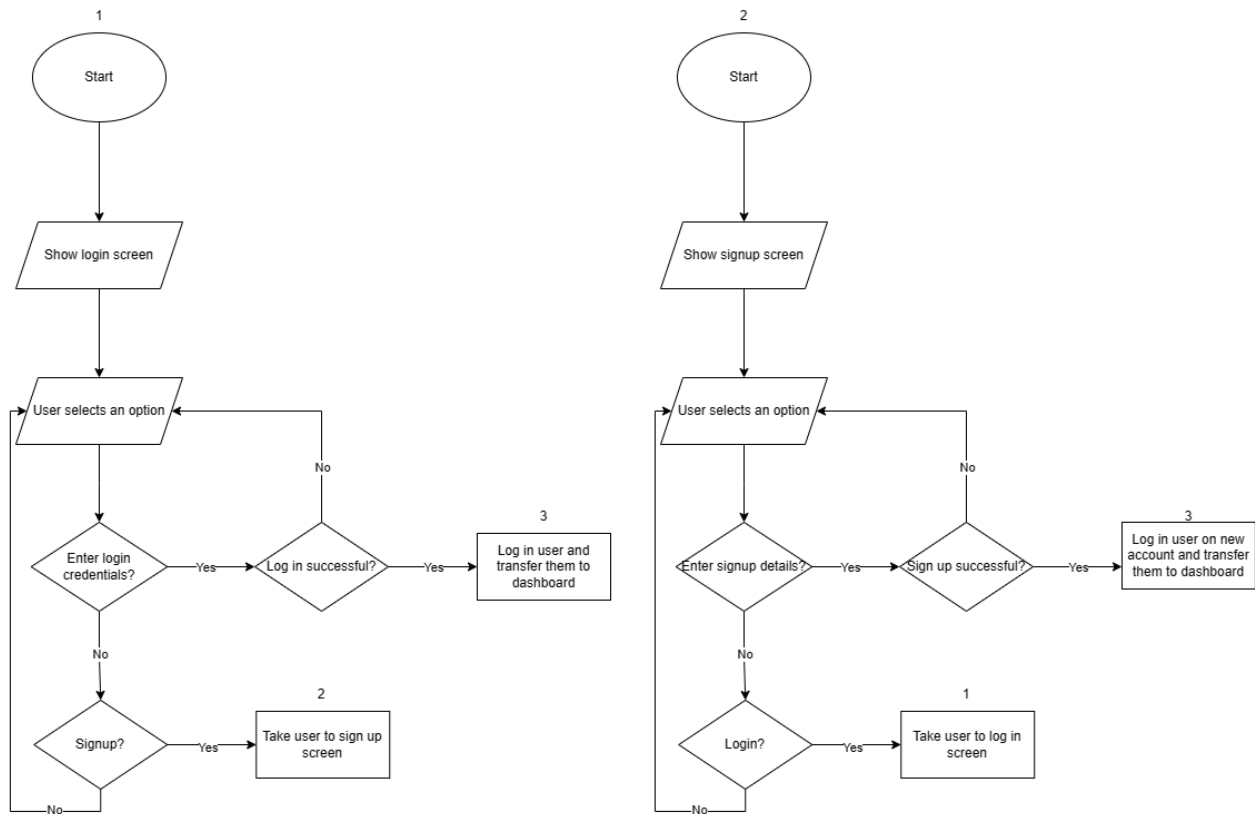 1
Start
Show login screen
User selects an option
No
Enter login
credentials?
Yes
Log in successful?
Yes
3
Log in user and
transfer them to
dashboard
No
Signup?
Yes
2
Take user to sign up
screen
No
2
Start
Show signup screen
User selects an option
No
Enter signup details?
Yes
Sign up successful?
Yes
3
Log in user on new
account and transfer
them to dashboard
No
Login?
Yes
1
Take user to log in
screen
No